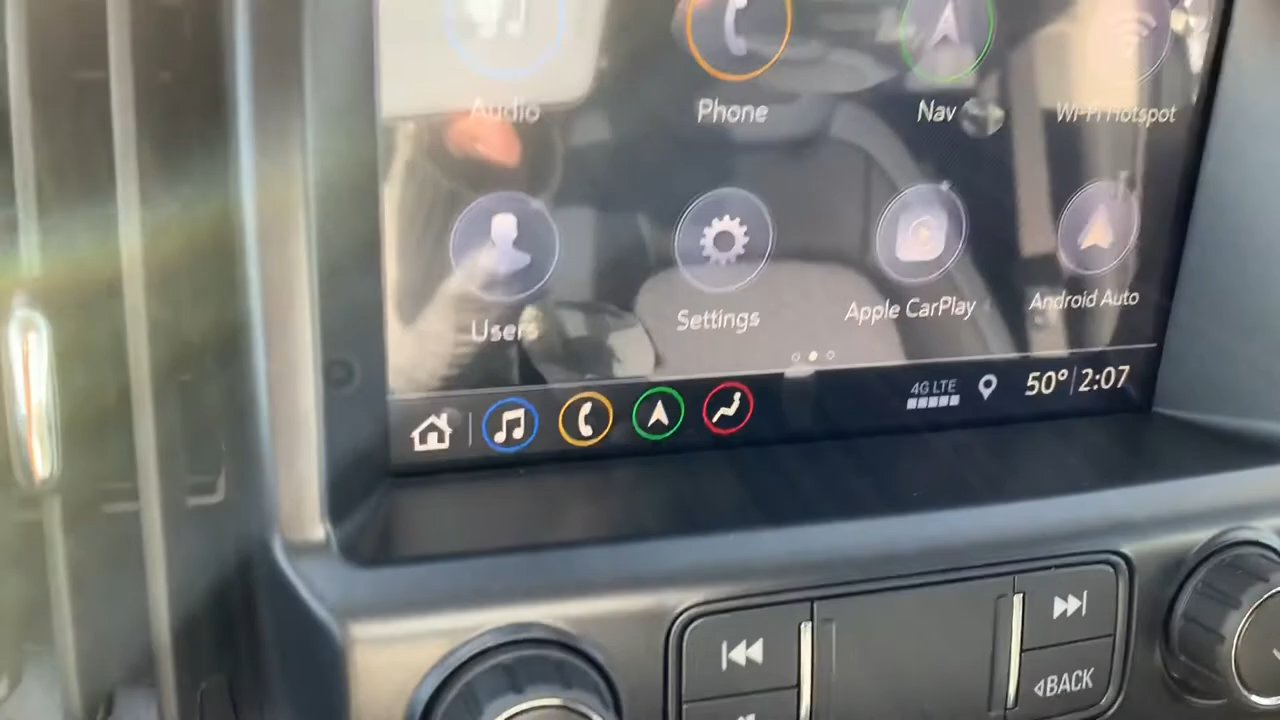 Audio Phone Nav Wi-Fi Hotspot
Users Settings Apple CarPlay Android Auto
4G LTE 50° 2:07
BACK